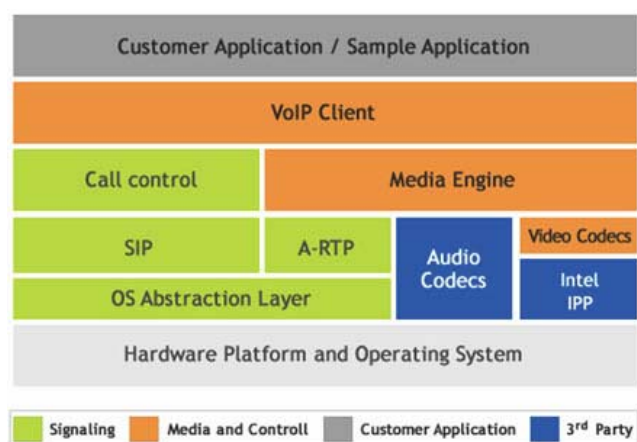 Customer Application / Sample Application
VoIP Client
Call control
Media Engine
SIP
A-RTP
Audio
Codecs
Video Codecs
Intel
IPP
OS Abstraction Layer
Hardware Platform and Operating System
Signaling
Media and Controll
Customer Application
3rd Party